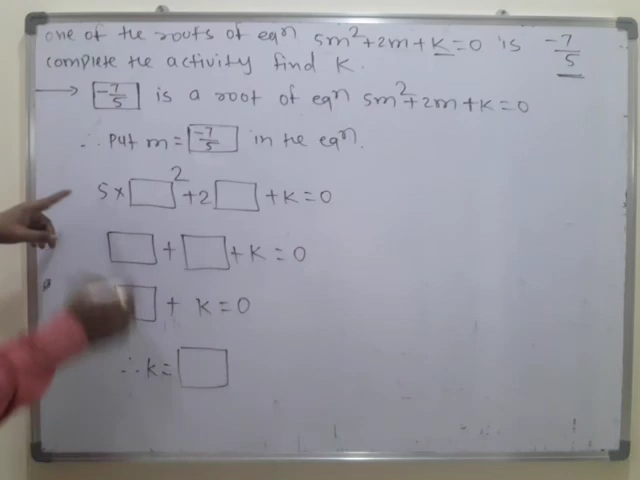 one of the roots of eqn 5m²+2m+k=0 is -7/5
complete the activity find k.
→ -7/5 is a root of eqn 5m²+2m+k=0
∴ put m = -7/5 in the eqn.
5×□²+2□+k=0
□+□+k=0
□+k=0
∴k=□